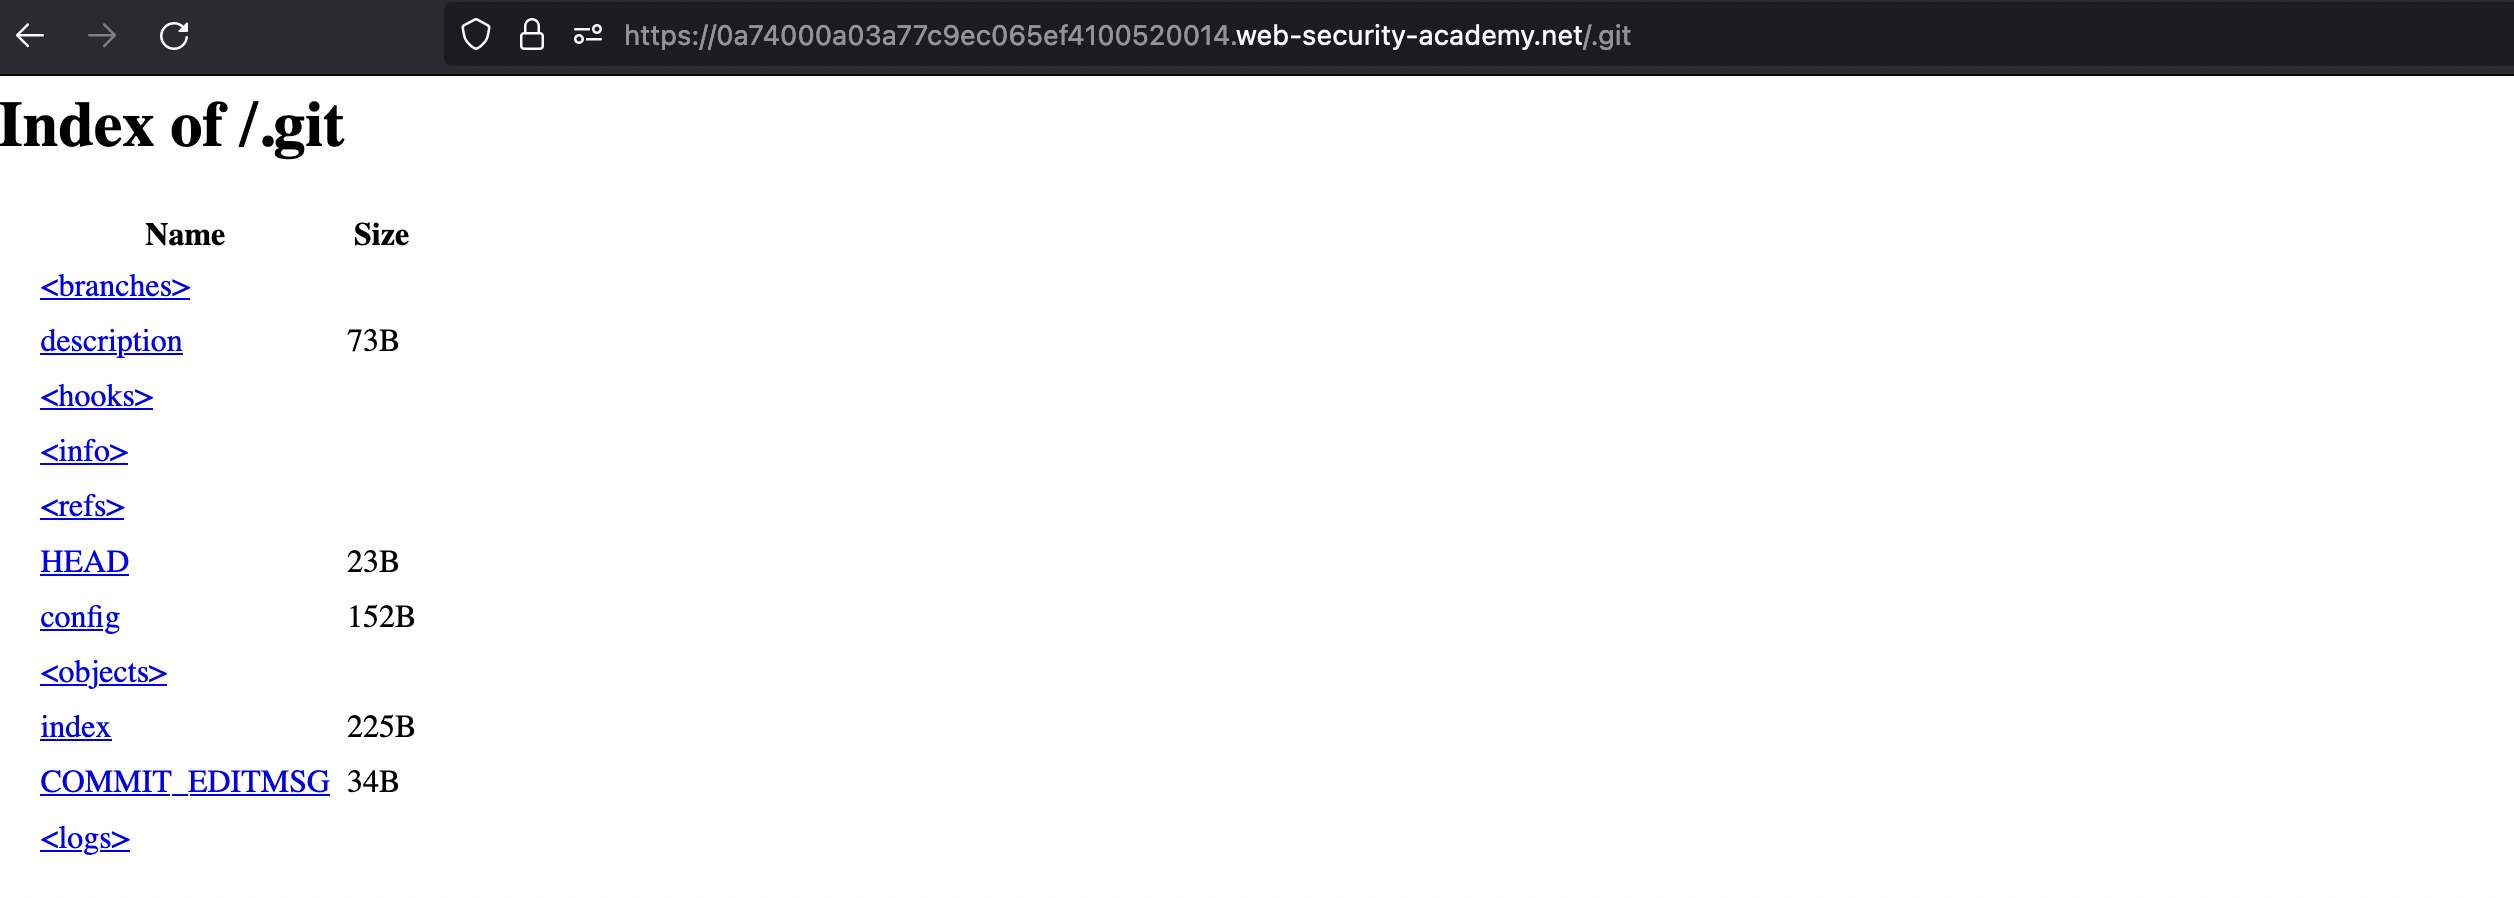 https://0a74000a03a77c9ec065ef4100520014.web-security-academy.net/.git
Index of /.git
Name Size
<branches>
description 73B
<hooks>
<info>
<refs>
HEAD 23B
config 152B
<objects>
index 225B
COMMIT_EDITMSG 34B
<logs>